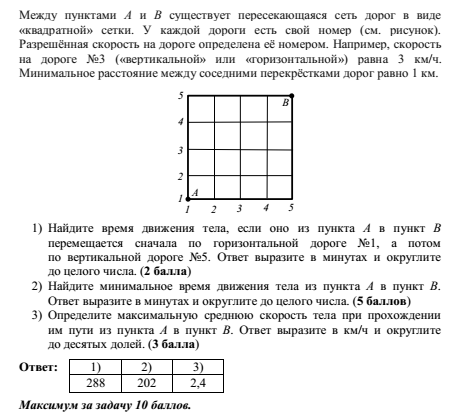 Между пунктами A и B существует пересекающаяся сеть дорог в виде
«квадратной» сетки. У каждой дороги есть свой номер (см. рисунок).
Разрешённая скорость на дороге определена её номером. Например, скорость
на дороге №3 («вертикальной» или «горизонтальной») равна 3 км/ч.
Минимальное расстояние между соседними перекрёстками дорог равно 1 км.
5
B
4
3
2
1 A
1 2 3 4 5
1) Найдите время движения тела, если оно из пункта A в пункт B
перемещается сначала по горизонтальной дороге №1, а потом
по вертикальной дороге №5. Ответ выразите в минутах и округлите
до целого числа. (2 балла)
2) Найдите минимальное время движения тела из пункта A в пункт B.
Ответ выразите в минутах и округлите до целого числа. (5 баллов)
3) Определите максимальную среднюю скорость тела при прохождении
им пути из пункта A в пункт B. Ответ выразите в км/ч и округлите
до десятых долей. (3 балла)
Ответ: 1) 2) 3)
288 202 2,4
Максимум за задачу 10 баллов.